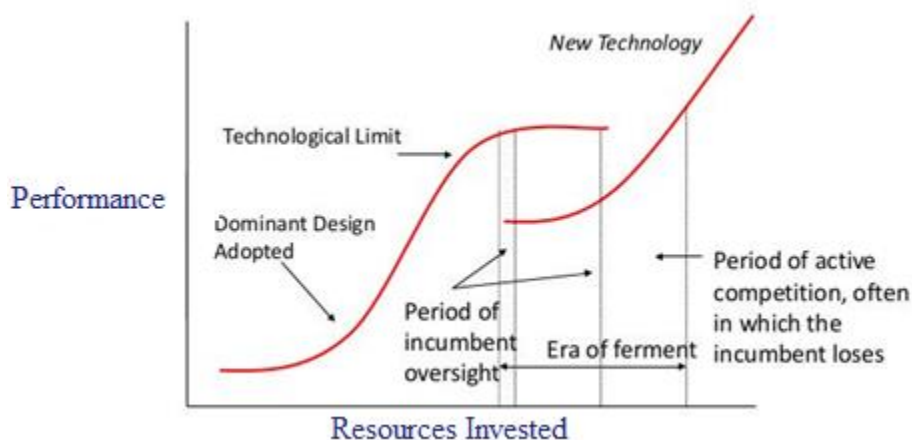 New Technology
Technological Limit
Performance
Dominant Design
Adopted
Period of
incumbent
oversight
Era of ferment
Period of active
competition, often
in which the
incumbent loses
Resources Invested